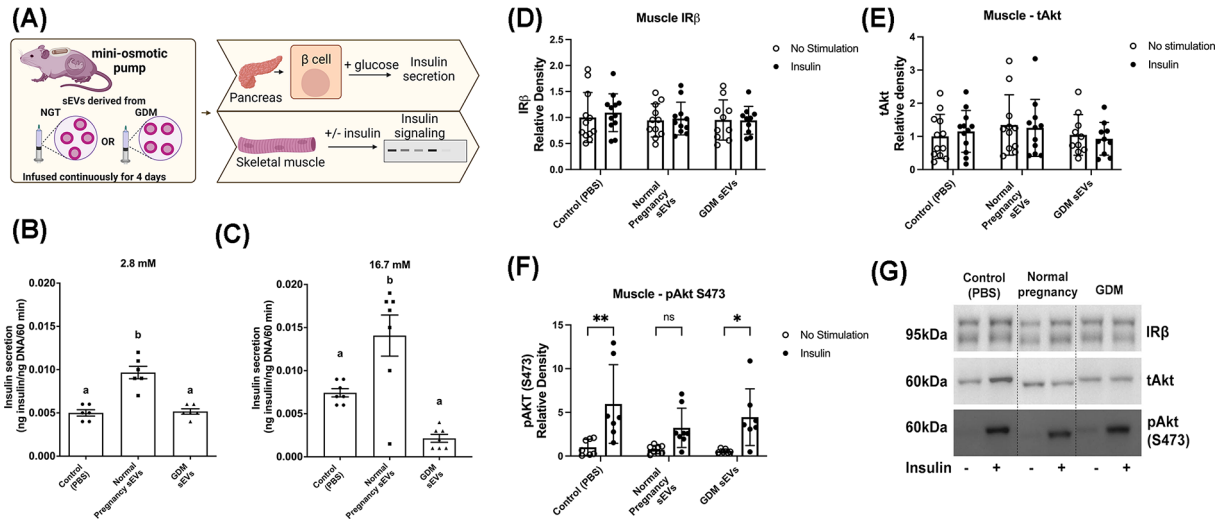 (A)
mini-osmotic
pump
sEVs derived from
NGT
OR
GDM
Infused continuously for 4 days
β cell
Pancreas
+ glucose
Insulin
secretion
Skeletal muscle
+/- insulin
Insulin
signaling
(B)
2.8 mM
Insulin secretion
(ng insulin/ng DNA/60 min)
0.020
0.015
0.010
0.005
0.000
a
b
a
Control
(PBS)
Normal
Pregnancy sEVs
GDM
sEVs
(C)
16.7 mM
Insulin secretion
(ng insulin/ng DNA/60 min)
0.020
0.015
0.010
0.005
0.000
a
b
a
Control
(PBS)
Normal
Pregnancy sEVs
GDM
sEVs
(D)
Muscle IRβ
IRβ
Relative Density
2.5
2.0
1.5
1.0
0.5
0.0
No Stimulation
Insulin
Control (PBS)
Normal
Pregnancy sEVs
GDM sEVs
(E)
Muscle - tAkt
tAkt
Relative density
4
3
2
1
0
No stimulation
Insulin
Control (PBS)
Normal
Pregnancy sEVs
GDM sEVs
(F)
Muscle - pAkt S473
pAKT (S473)
Relative Density
15
10
5
0
**
ns
*
No Stimulation
Insulin
Control (PBS)
Normal
Pregnancy sEVs
GDM sEVs
(G)
Control
(PBS)
Normal
pregnancy
GDM
95kDa
IRβ
60kDa
tAkt
60kDa
pAkt
(S473)
Insulin - + - + - +